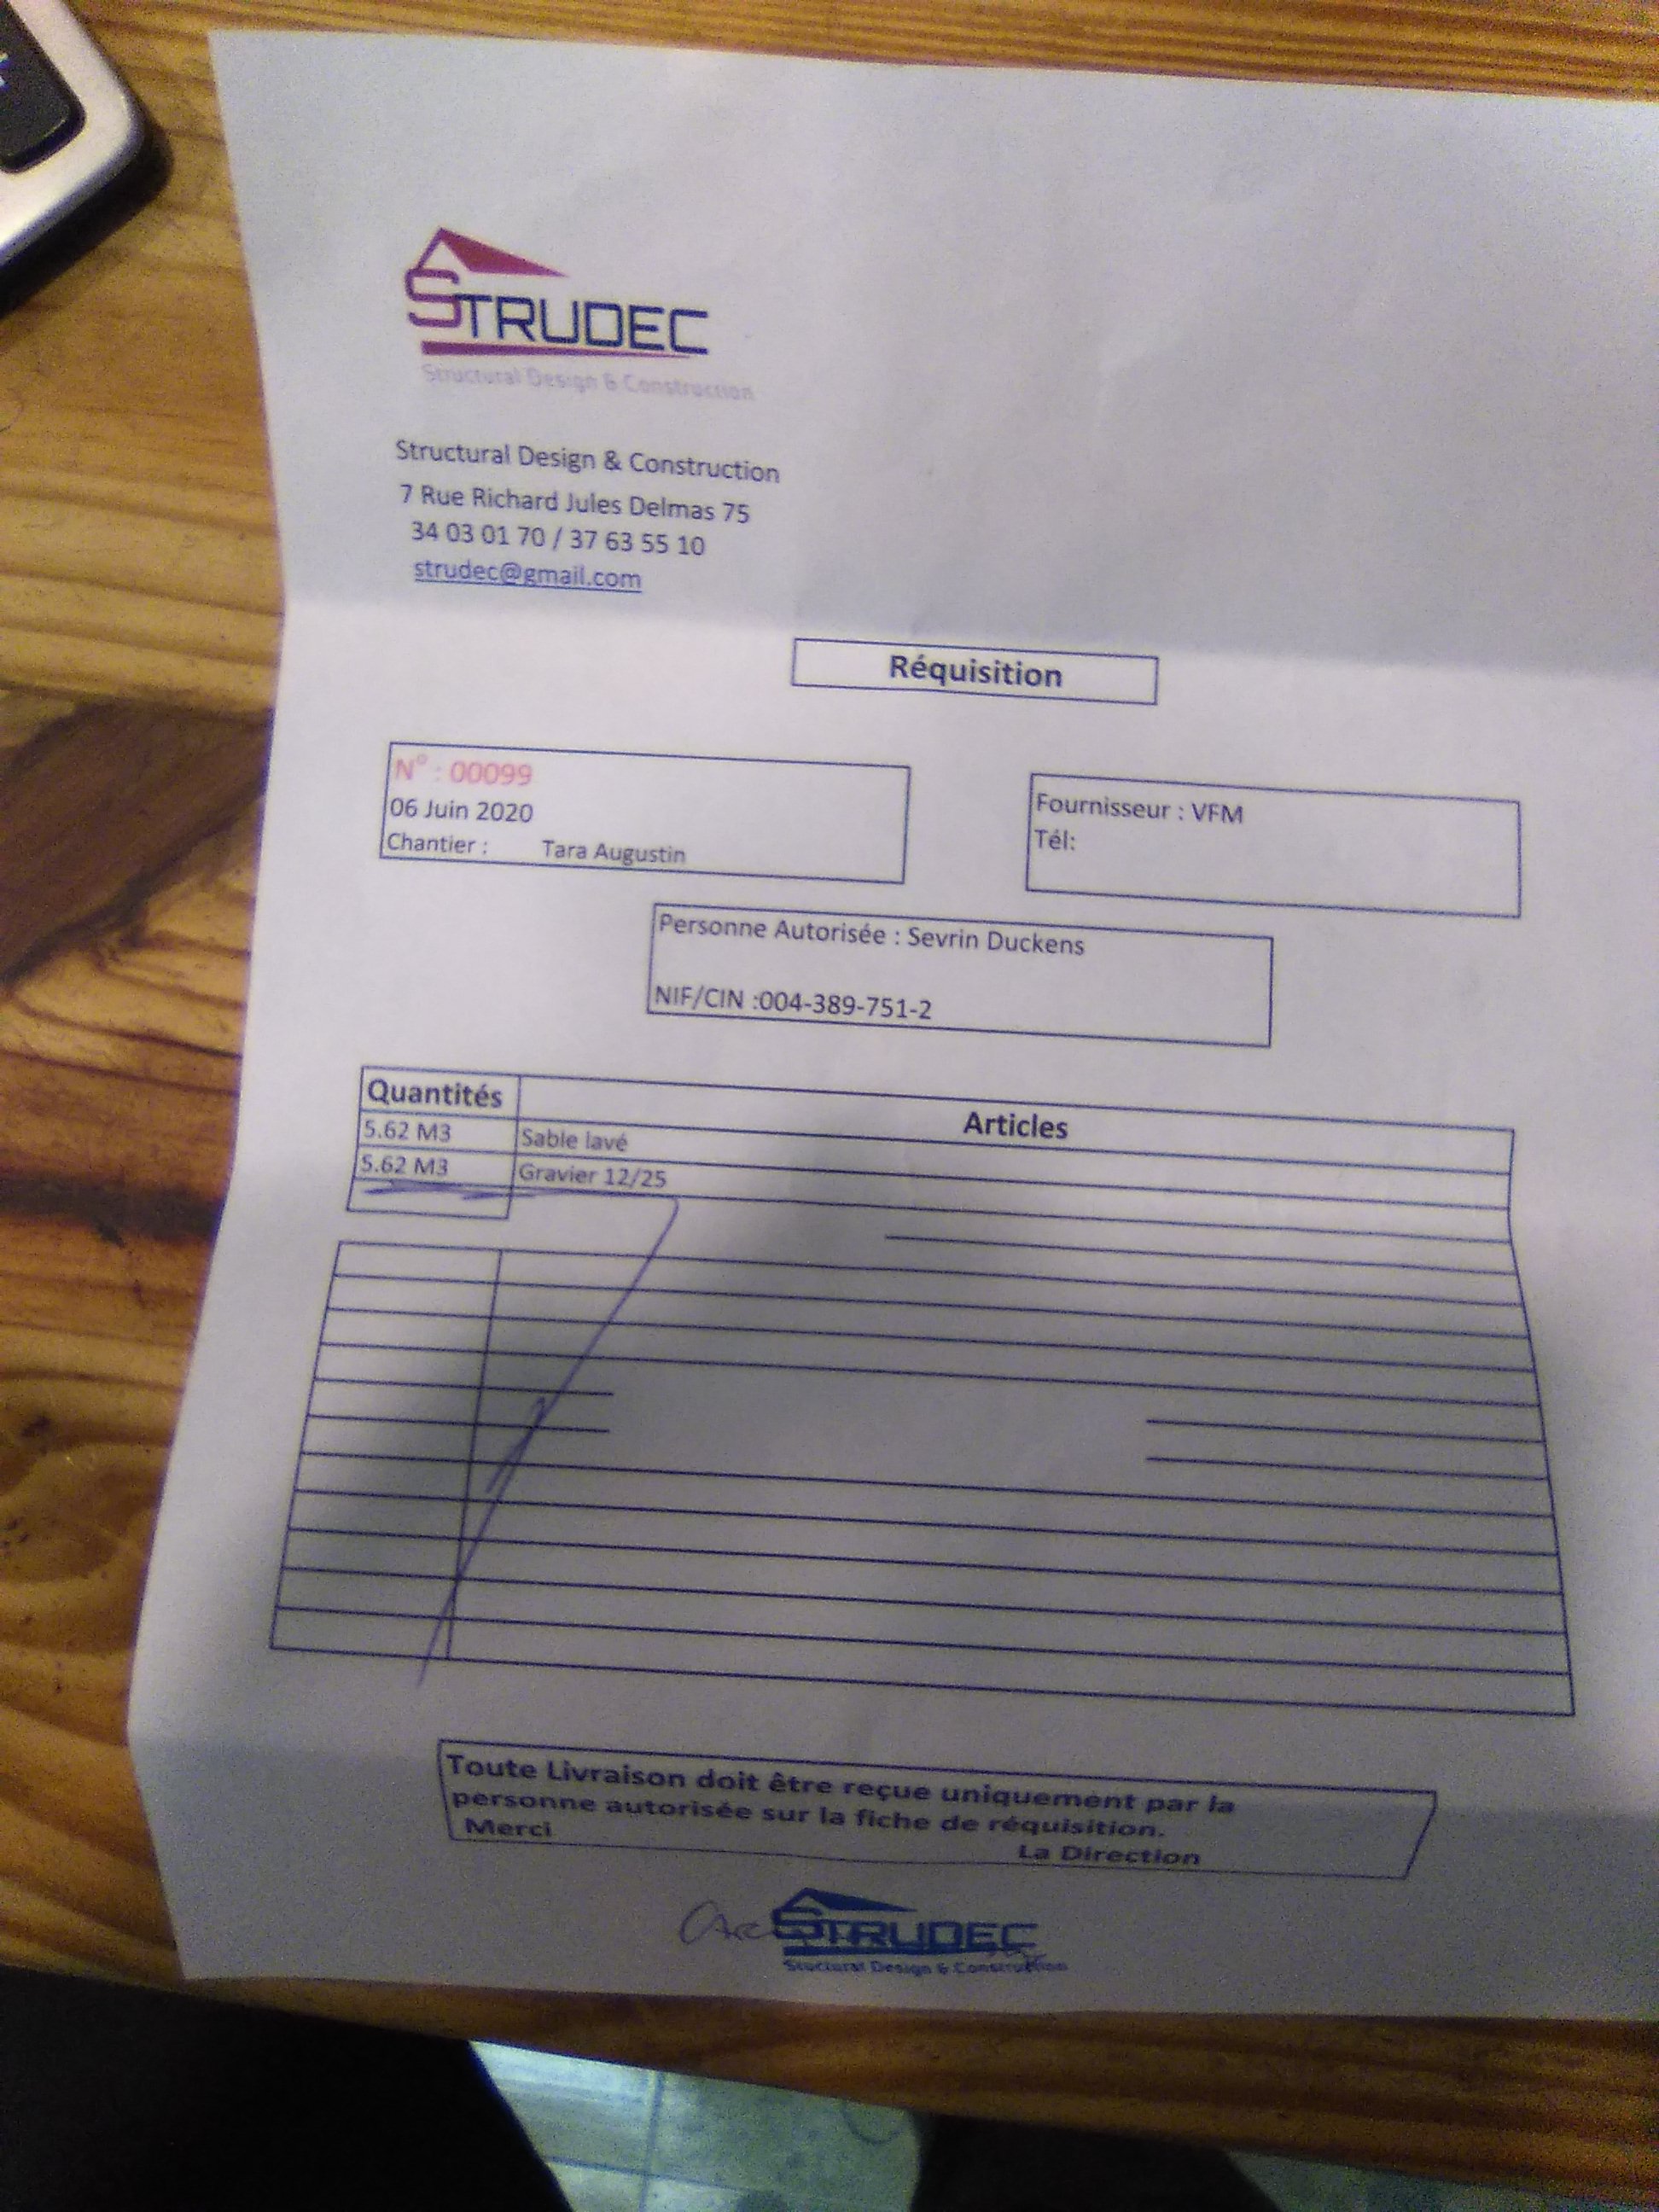 STRUDEC
Structural Design & Construction
Structural Design & Construction
7 Rue Richard Jules Delmas 75
34 03 01 70 / 37 63 55 10
strudec@gmail.com
Réquisition
N° : 00099
06 Juin 2020
Chantier : Tara Augustin
Fournisseur : VFM
Tél:
Personne Autorisée : Sevrin Duckens
NIF/CIN :004-389-751-2
Quantités Articles
5.62 M3 Sable lavé
5.62 M3 Gravier 12/25
Toute Livraison doit être reçue uniquement par la
personne autorisée sur la fiche de réquisition.
Merci
La Direction
STRUDEC
Structural Design & Construction